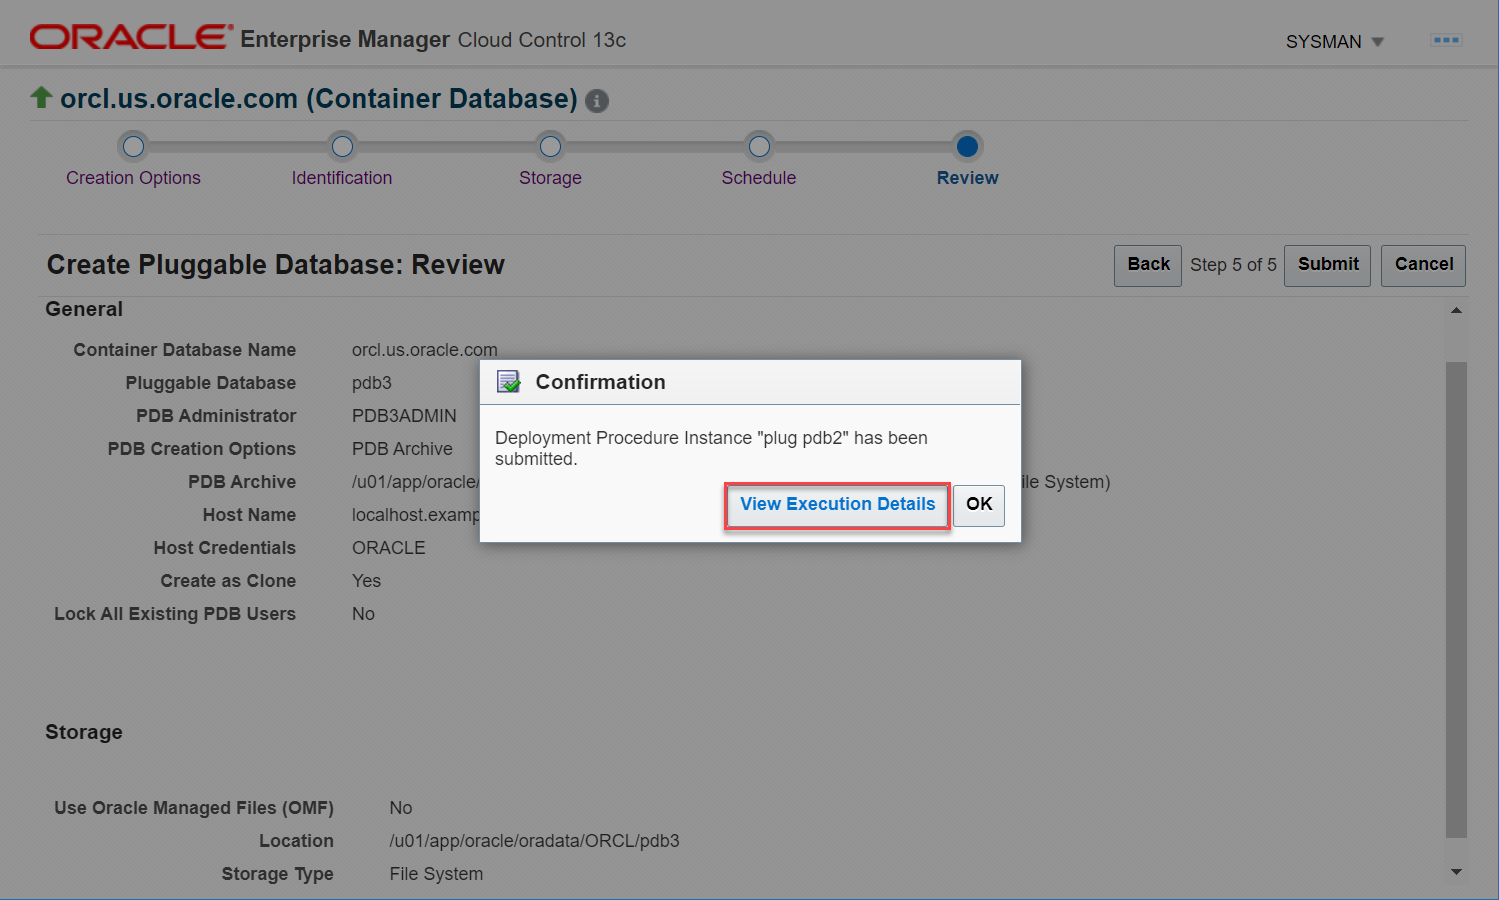 ORACLE Enterprise Manager Cloud Control 13c
SYSMAN
orcl.us.oracle.com (Container Database)
Creation Options Identification Storage Schedule Review
Create Pluggable Database: Review
Back Step 5 of 5 Submit Cancel
General
Container Database Name orcl.us.oracle.com
Pluggable Database pdb3
PDB Administrator PDB3ADMIN
PDB Creation Options PDB Archive
PDB Archive /u01/app/oracle/ ile System)
Host Name localhost.examp
Host Credentials ORACLE
Create as Clone Yes
Lock All Existing PDB Users No
Confirmation
Deployment Procedure Instance "plug pdb2" has been
submitted.
View Execution Details OK
Storage
Use Oracle Managed Files (OMF) No
Location /u01/app/oracle/oradata/ORCL/pdb3
Storage Type File System